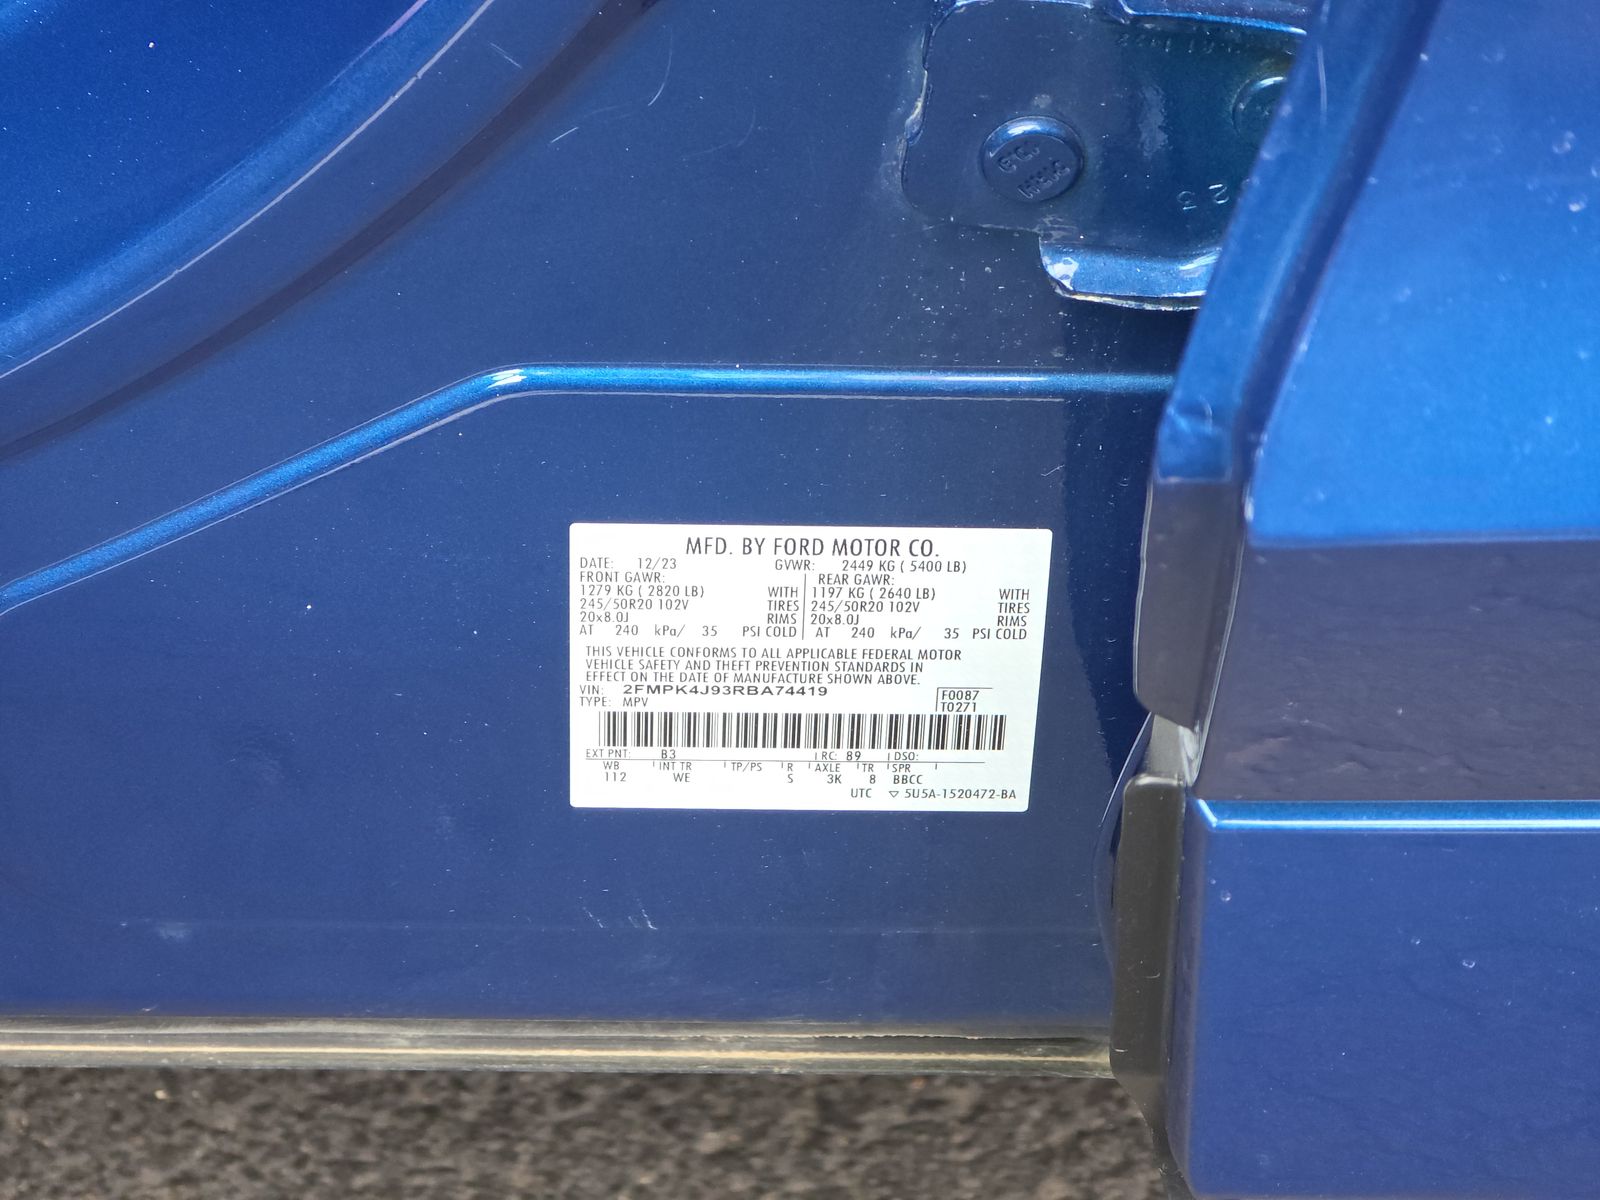 MFD. BY FORD MOTOR CO.
DATE: 12/23 GVWR: 2449 KG ( 5400 LB)
FRONT GAWR: REAR GAWR:
1279 KG ( 2820 LB) WITH 1197 KG ( 2640 LB) WITH
245/50R20 102V TIRES 245/50R20 102V TIRES
20x8.0J RIMS 20x8.0J RIMS
AT 240 kPa/ 35 PSI COLD AT 240 kPa/ 35 PSI COLD
THIS VEHICLE CONFORMS TO ALL APPLICABLE FEDERAL MOTOR
VEHICLE SAFETY AND THEFT PREVENTION STANDARDS IN
EFFECT ON THE DATE OF MANUFACTURE SHOWN ABOVE.
VIN: 2FMPK4J93RBA74419 F0087
TYPE: MPV T0271
EXT PNT: B3 RC: 89 DSO:
WB INT TR TP/PS R AXLE TR SPR
112 WE S 3K 8 BBCC
UTC ▽ 5U5A-1520472-BA